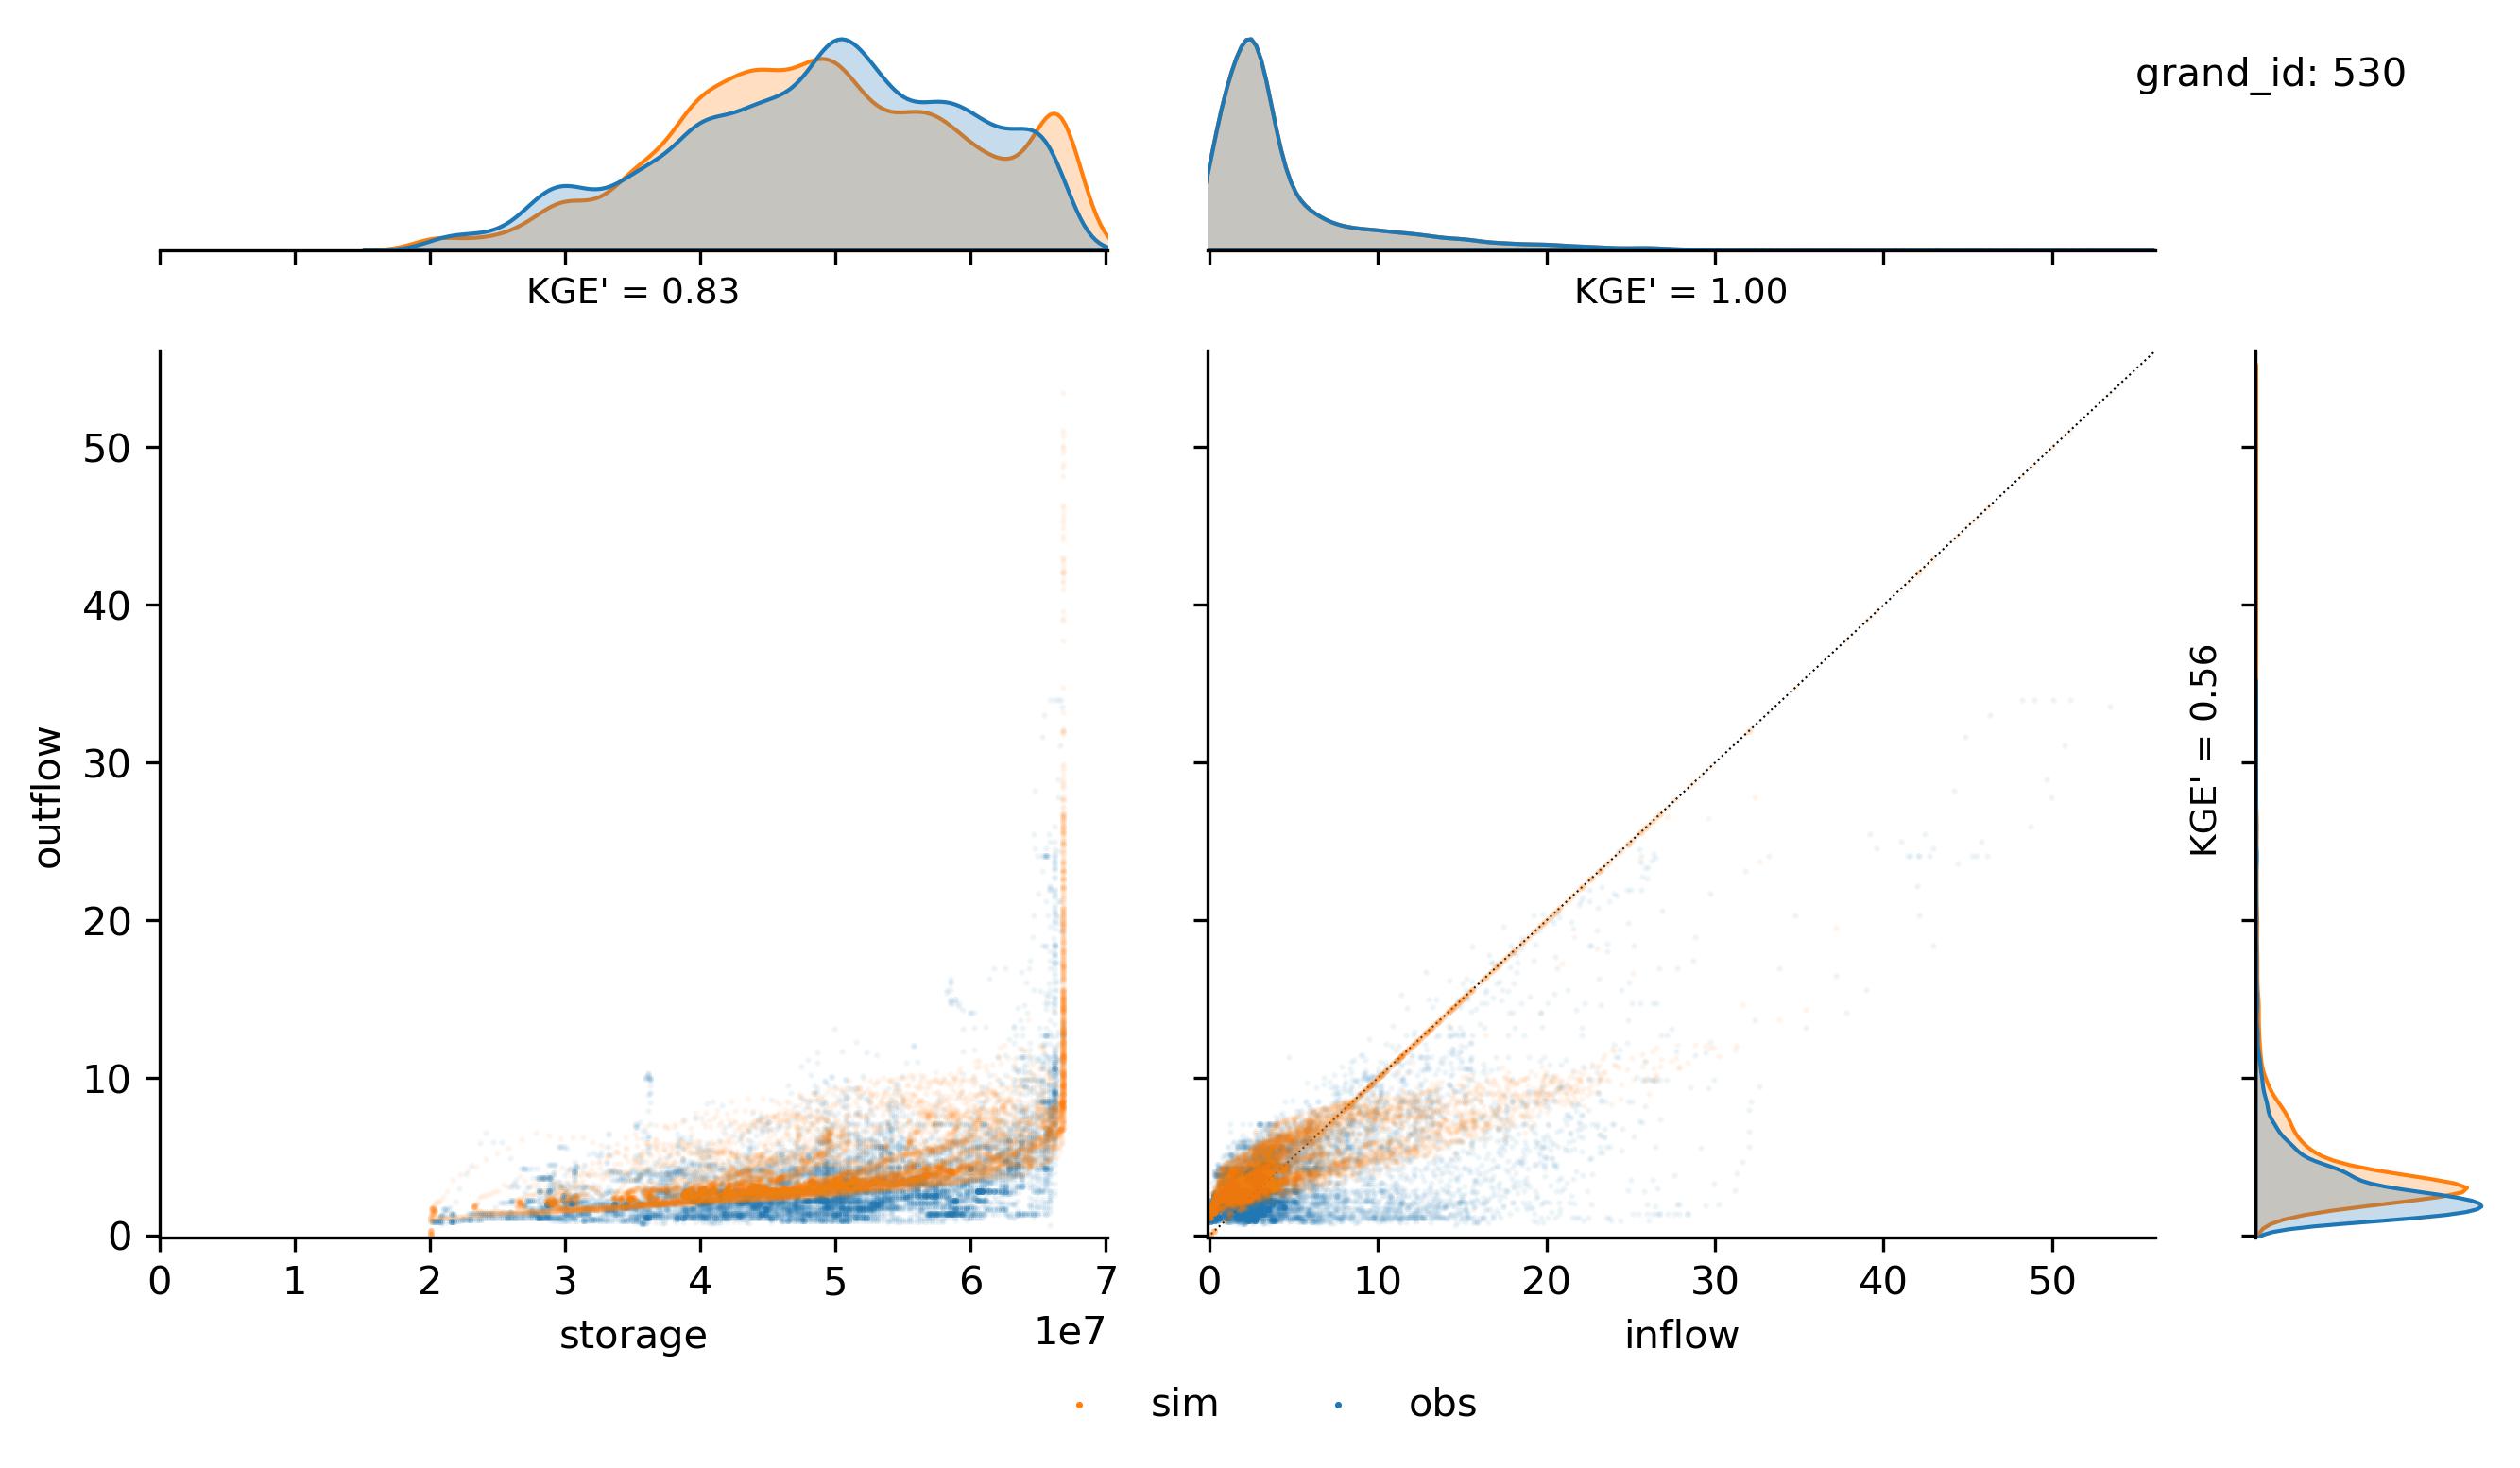 grand_id: 530
KGE' = 0.83
KGE' = 1.00
50
40
30
20
10
0
outflow
KGE' = 0.56
0 1 2 3 4 5 6 7
0 10 20 30 40 50
storage
1e7
inflow
sim
obs